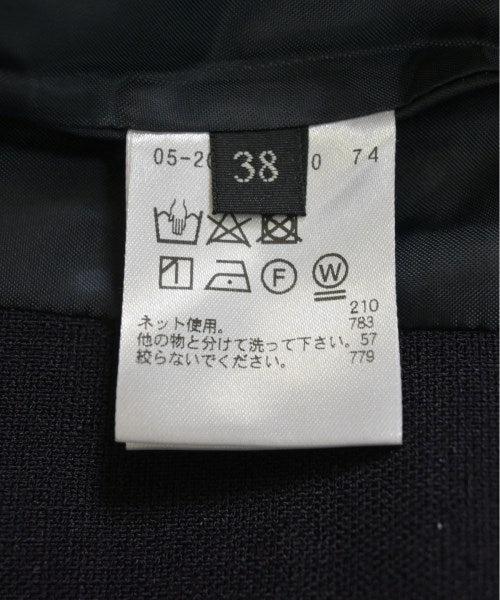 05-2
38
0 74
F W
210
ネット使用。 783
他の物と分けて洗って下さい。57
絞らないでください。 779